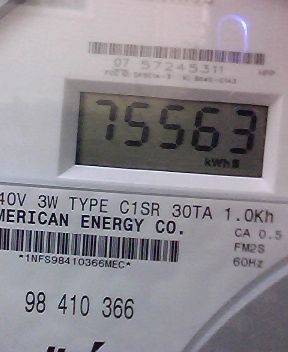 07 57245311 HPP
75563
kWh
40V 3W TYPE C1SR 30TA 1.0Kh
MERICAN ENERGY CO.
CA 0.5
FM2S
*1NFS98410366MEC*
60Hz
98 410 366